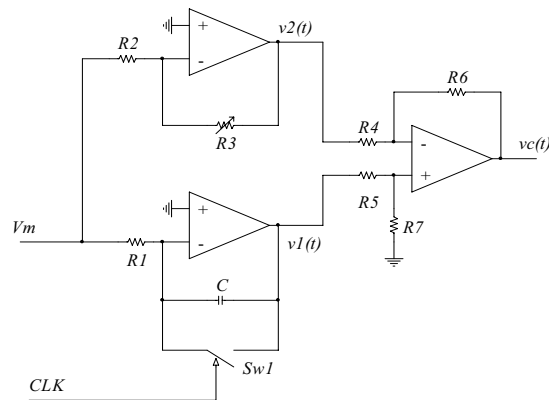 R2
+
-
v2(t)
R3
R4
R6
-
+
vc(t)
R5
R7
Vm
R1
+
-
v1(t)
C
Sw1
CLK